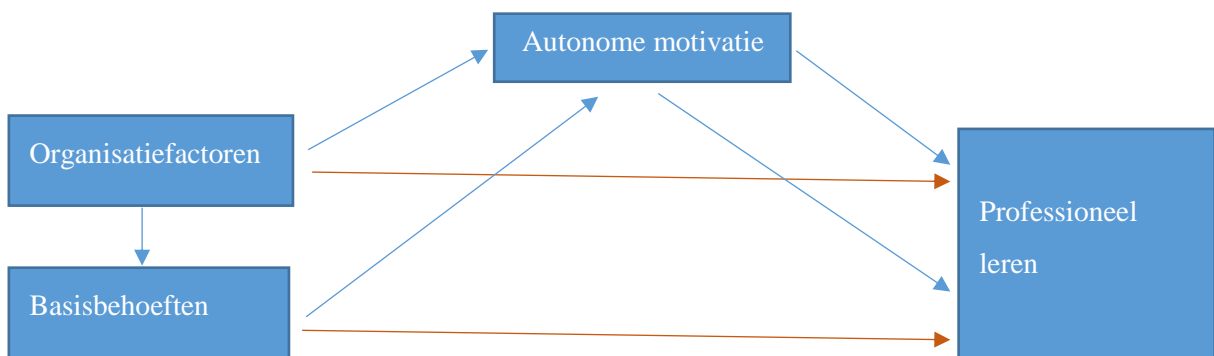 Autonome motivatie
Organisatiefactoren
Professioneel
leren
Basisbehoeften